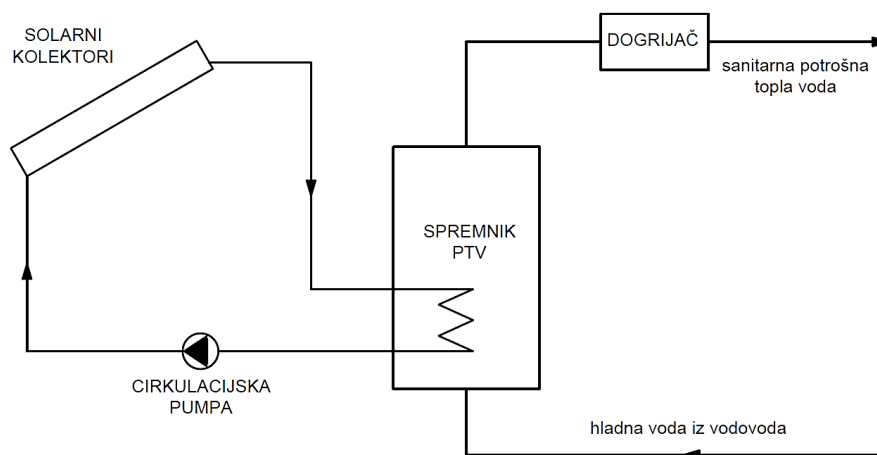 SOLARNI
KOLEKTORI
DOGRIJAČ
sanitarna potrošna
topla voda
SPREMNIK
PTV
CIRKULACIJSKA
PUMPA
hladna voda iz vodovoda